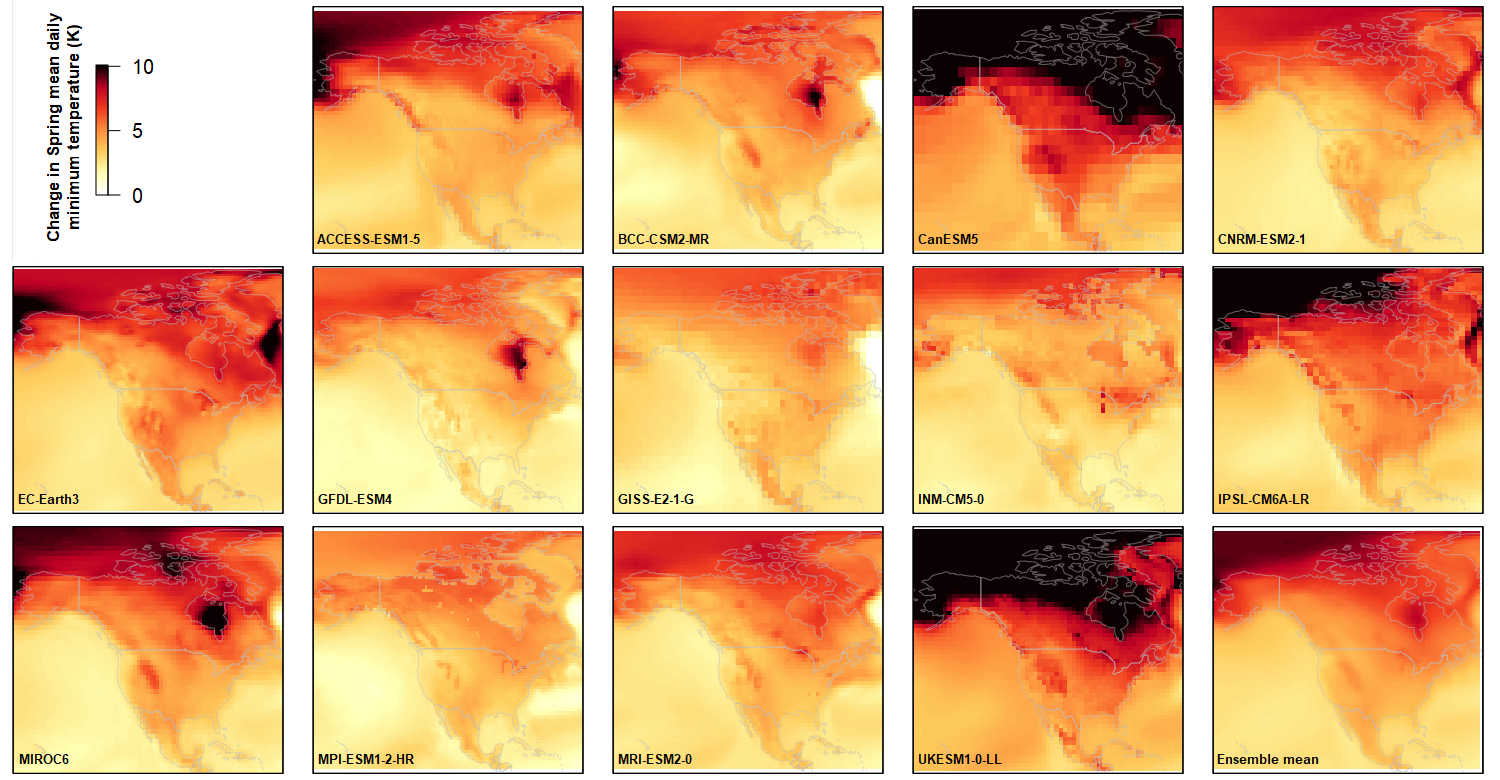 Change in Spring mean daily
minimum temperature (K)
10
5
0
ACCESS-ESM1-5
BCC-CSM2-MR
CanESM5
CNRM-ESM2-1
EC-Earth3
GFDL-ESM4
GISS-E2-1-G
INM-CM5-0
IPSL-CM6A-LR
MIROC6
MPI-ESM1-2-HR
MRI-ESM2-0
UKESM1-0-LL
Ensemble mean